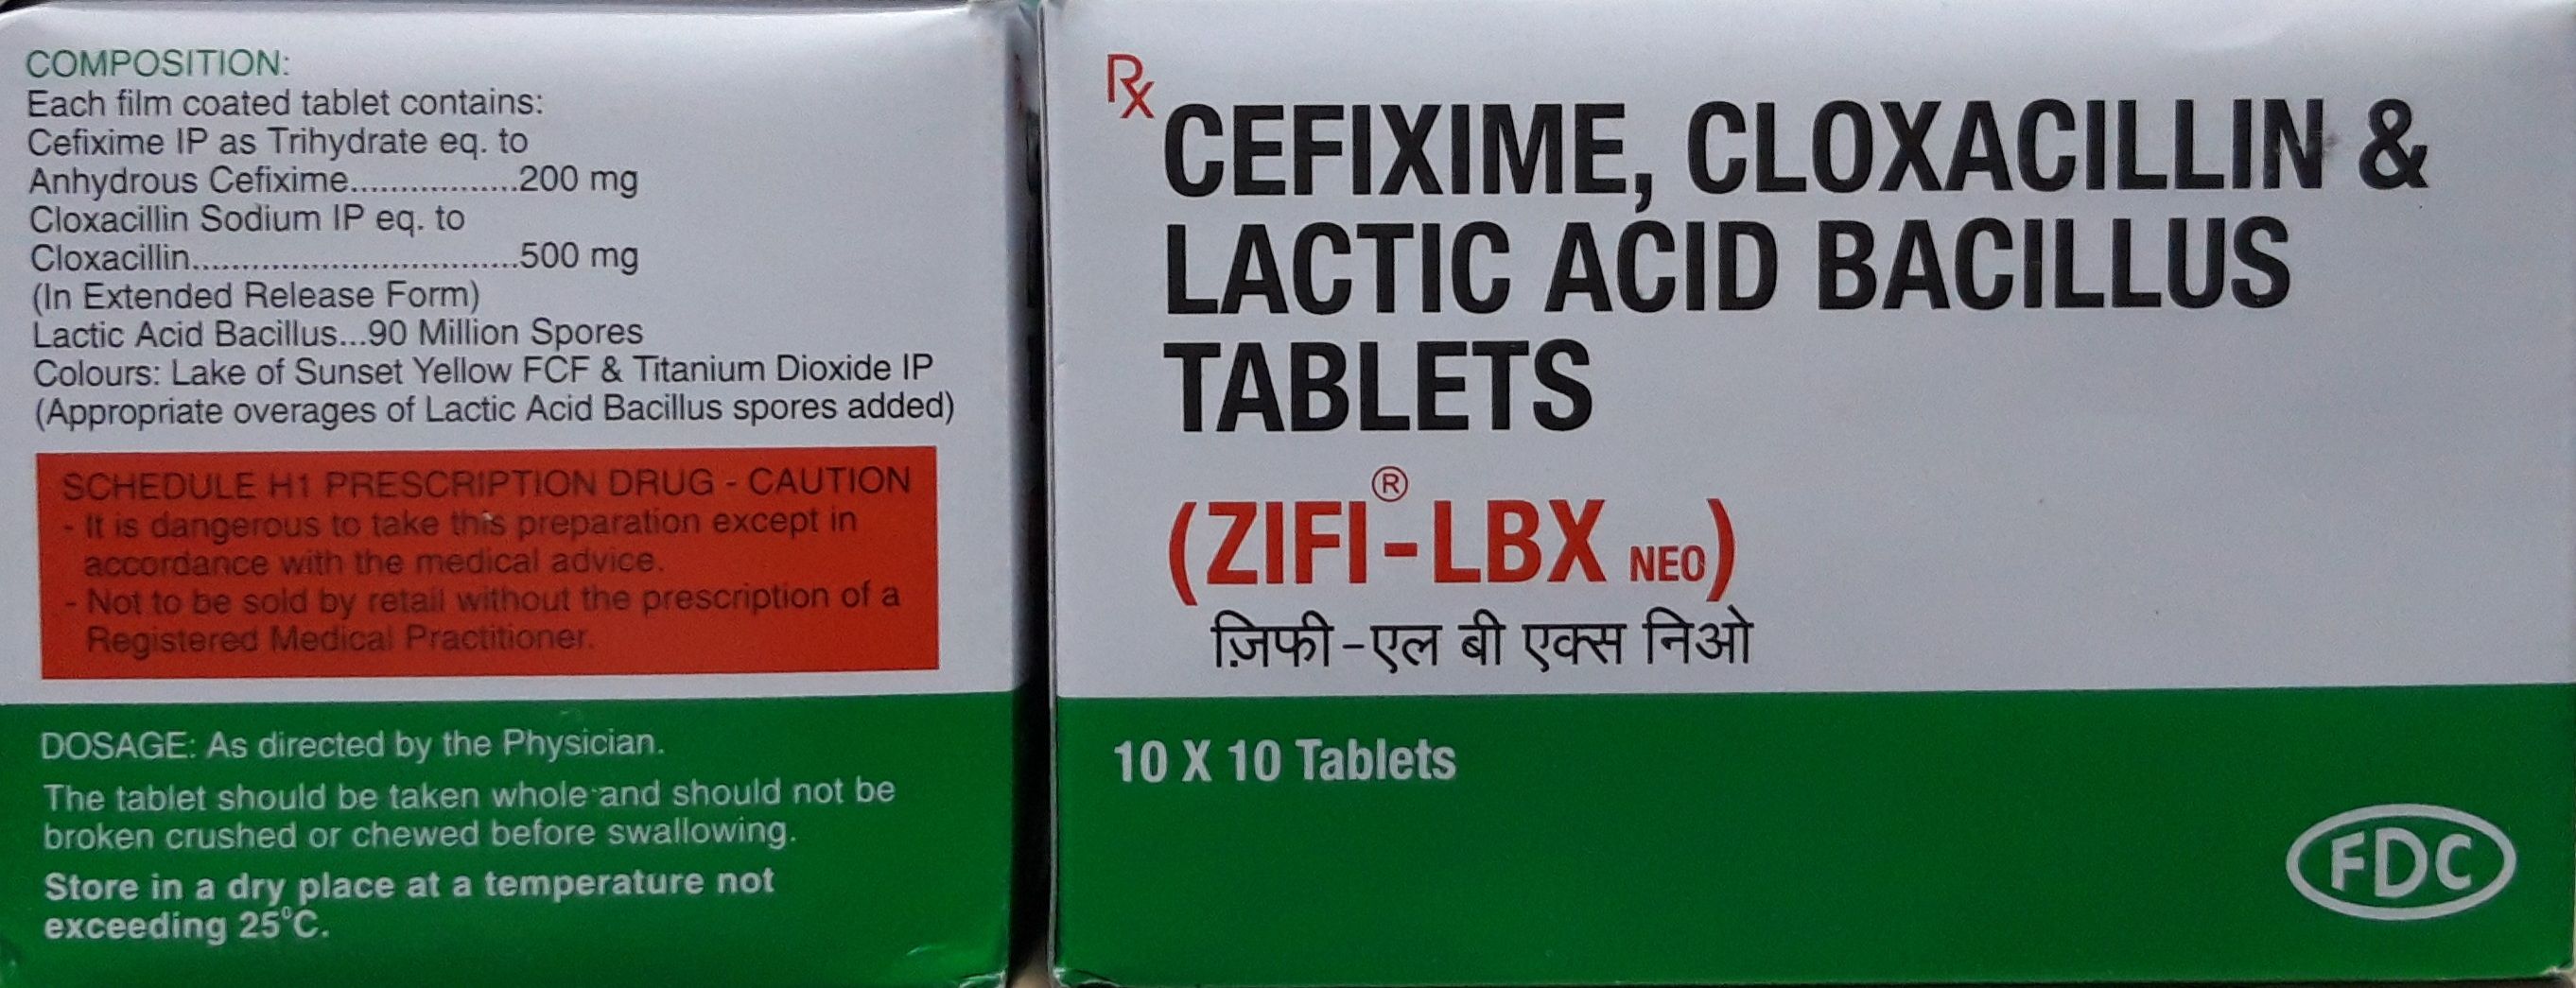 COMPOSITION:
Each film coated tablet contains:
Cefixime IP as Trihydrate eq. to
Anhydrous Cefixime.................200 mg
Cloxacillin Sodium IP eq. to
Cloxacillin.................................500 mg
(In Extended Release Form)
Lactic Acid Bacillus...90 Million Spores
Colours: Lake of Sunset Yellow FCF & Titanium Dioxide IP
(Appropriate overages of Lactic Acid Bacillus spores added)
SCHEDULE H1 PRESCRIPTION DRUG - CAUTION
- It is dangerous to take this preparation except in
accordance with the medical advice.
- Not to be sold by retail without the prescription of a
Registered Medical Practitioner.
DOSAGE: As directed by the Physician.
The tablet should be taken whole and should not be
broken crushed or chewed before swallowing.
Store in a dry place at a temperature not
exceeding 25°C.
Rx
CEFIXIME, CLOXACILLIN &
LACTIC ACID BACILLUS
TABLETS
(ZIFI®-LBX NEO)
ज़िफी-एल बी एक्स निओ
10 X 10 Tablets
FDC